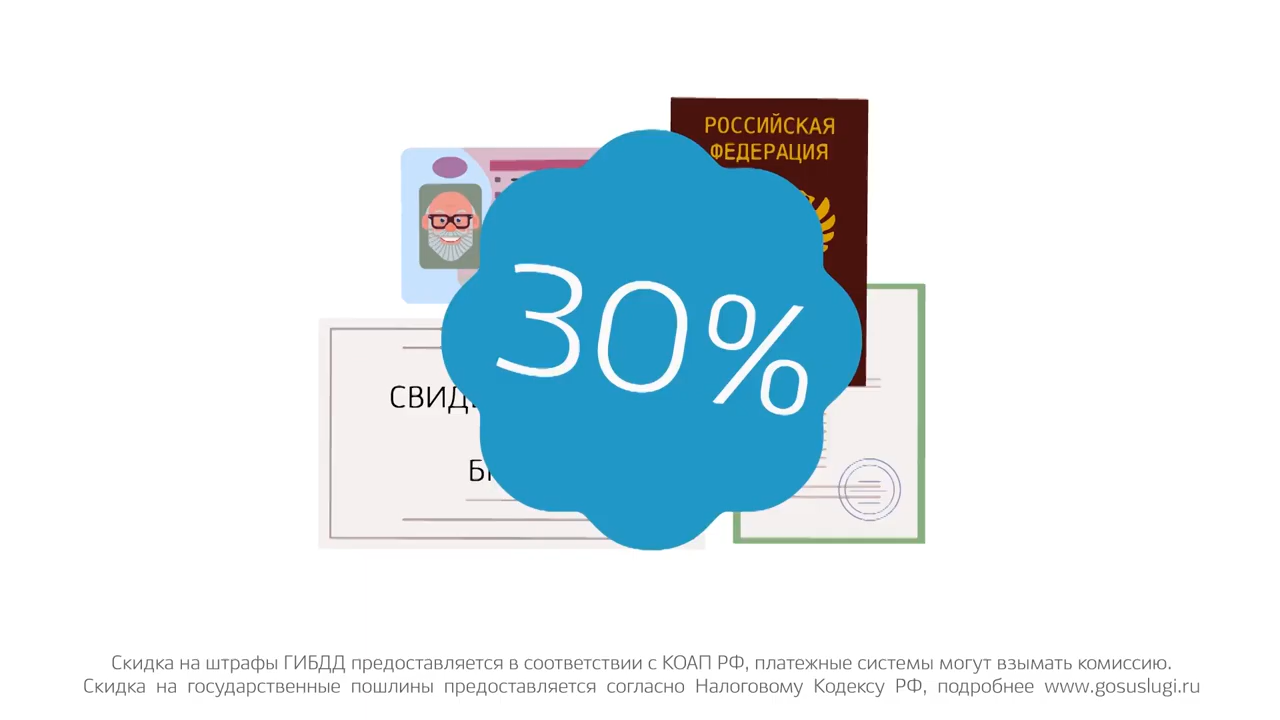 РОССИЙСКАЯ
ФЕДЕРАЦИЯ
30%
Скидка на штрафы ГИБДД предоставляется в соответствии с КОАП РФ, платежные системы могут взымать комиссию.
Скидка на государственные пошлины предоставляется согласно Налоговому Кодексу РФ, подробнее www.gosuslugi.ru